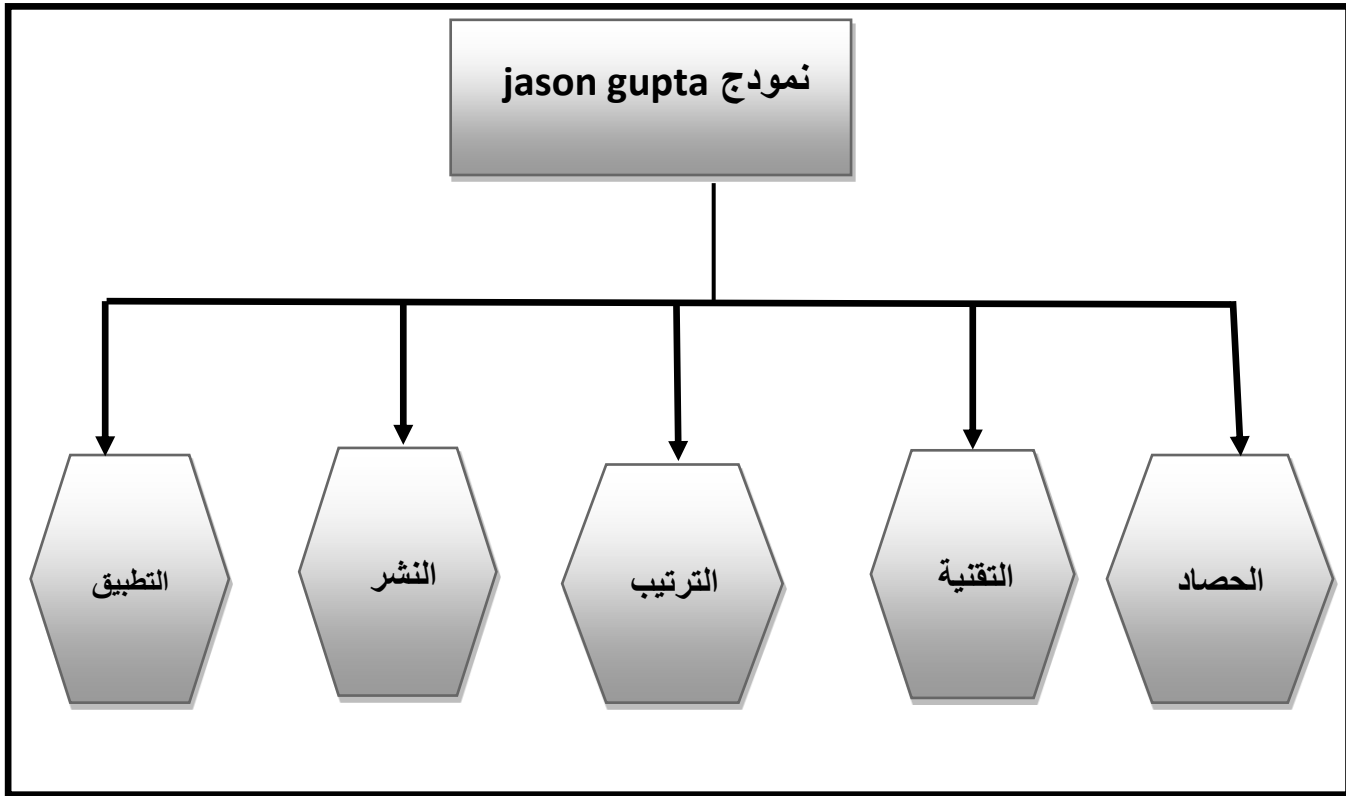 نمودج jason gupta
الحصاد
التقنية
الترتيب
النشر
التطبيق